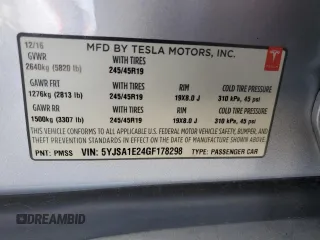 12/16
MFD BY TESLA MOTORS, INC.
GVWR
2640kg (5820 lb)
WITH TIRES
245/45R19
TESLA
GAWR FRT
1276kg (2813 lb)
WITH TIRES
245/45R19
RIM
19X8.0 J
COLD TIRE PRESSURE
310 kPa, 45 psi
GAWR RR
1500kg (3307 lb)
WITH TIRES
245/45R19
RIM
19X8.0 J
COLD TIRE PRESSURE
310 kPa, 45 psi
THIS VEHICLE CONFORMS TO ALL APPLICABLE U.S. FEDERAL MOTOR VEHICLE SAFETY, BUMPER,
AND THEFT PREVENTION STANDARDS IN EFFECT ON THE DATE OF MANUFACTURE SHOWN ABOVE.
PNT: PMSS VIN: 5YJSA1E24GF178298 TYPE: PASSENGER CAR
DREAMBID